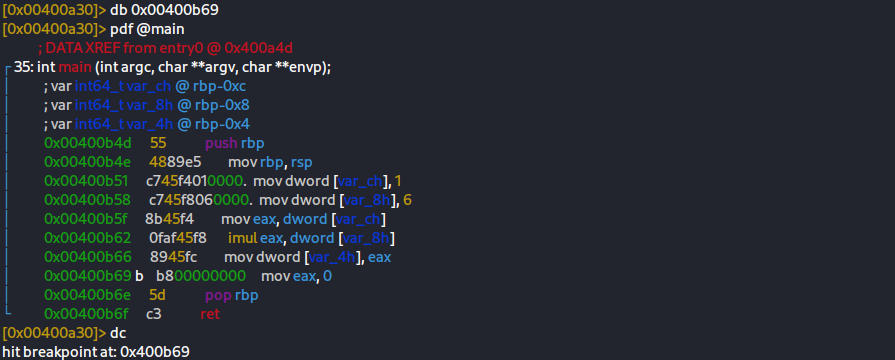 [0x00400a30]> db 0x00400b69
[0x00400a30]> pdf @main
; DATA XREF from entry0 @ 0x400a4d
35: int main (int argc, char **argv, char **envp);
; var int64_t var_ch @ rbp-0xc
; var int64_t var_8h @ rbp-0x8
; var int64_t var_4h @ rbp-0x4
0x00400b4d 55 push rbp
0x00400b4e 4889e5 mov rbp, rsp
0x00400b51 c745f4010000. mov dword [var_ch], 1
0x00400b58 c745f8060000. mov dword [var_8h], 6
0x00400b5f 8b45f4 mov eax, dword [var_ch]
0x00400b62 0faf45f8 imul eax, dword [var_8h]
0x00400b66 8945fc mov dword [var_4h], eax
0x00400b69 b b800000000 mov eax, 0
0x00400b6e 5d pop rbp
0x00400b6f c3 ret
[0x00400a30]> dc
hit breakpoint at: 0x400b69